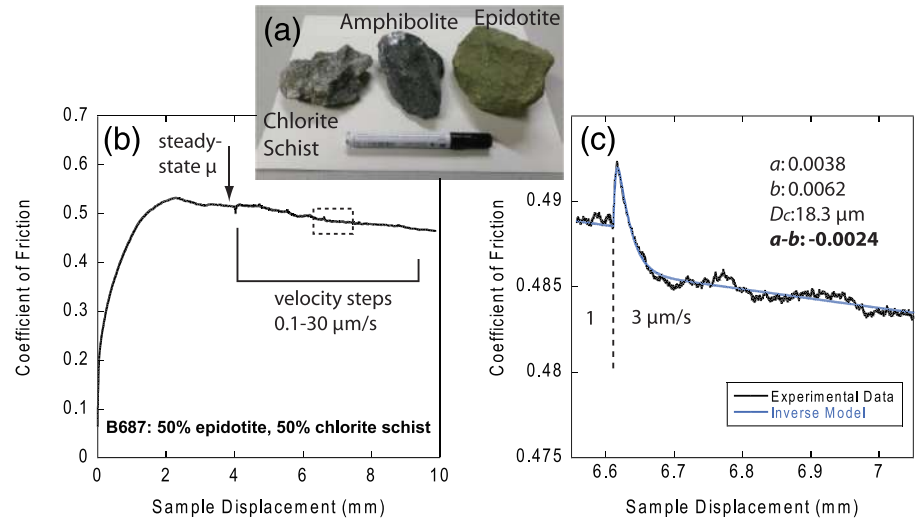 (a)
Amphibolite
Epidotite
Chlorite
Schist
(b)
steady-
state μ
velocity steps
0.1-30 μm/s
B687: 50% epidotite, 50% chlorite schist
Coefficient of Friction
0.7
0.6
0.5
0.4
0.3
0.2
0.1
0
0
2
4
6
8
10
Sample Displacement (mm)
(c)
a: 0.0038
b: 0.0062
Dc:18.3 μm
a-b: -0.0024
1
3 μm/s
Experimental Data
Inverse Model
Coefficient of Friction
0.49
0.485
0.48
0.475
6.6
6.7
6.8
6.9
7
Sample Displacement (mm)